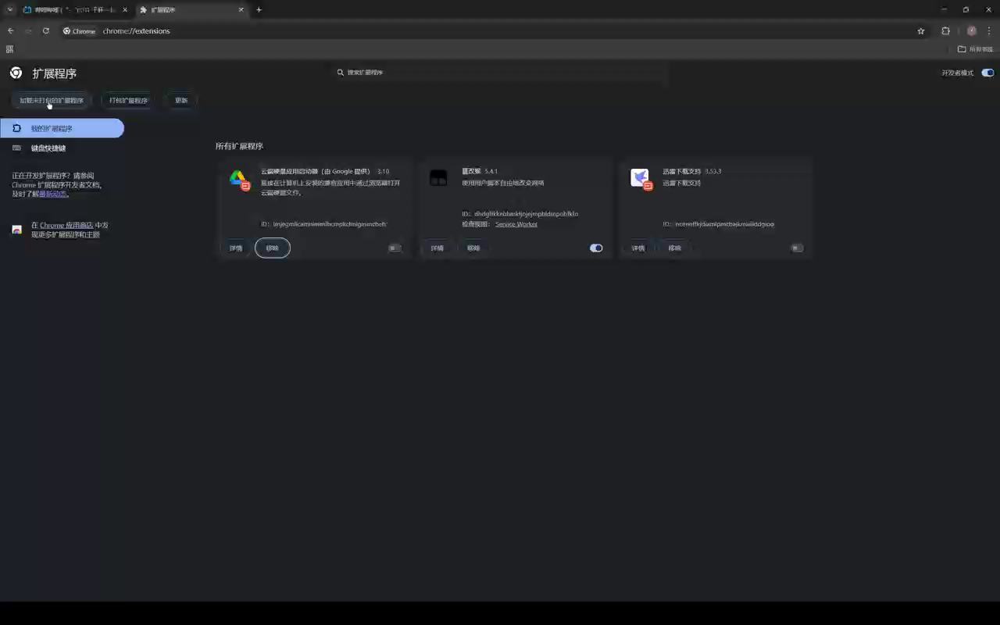 扩展程序
Chrome
chrome://extensions
所有书签
扩展程序
搜索扩展程序
开发者模式
加载未打包的扩展程序
打包扩展程序
更新
我的扩展程序
键盘快捷键
所有扩展程序
正在开发扩展程序？请参阅
Chrome 扩展程序开发者文档，
及时了解最新动态。
在 Chrome 应用商店 中发
现更多扩展程序和主题
云端硬盘应用启动器（由 Google 提供） 3.10
直接在计算机上安装的兼容应用中通过浏览器打开
云端硬盘文件。
ID：
详情
移除
篡改猴 5.4.1
使用用户脚本自由地改变网络
ID：
检查视图： Service Worker
详情
移除
迅雷下载支持 3.53.3
迅雷下载支持
ID：
详情
移除